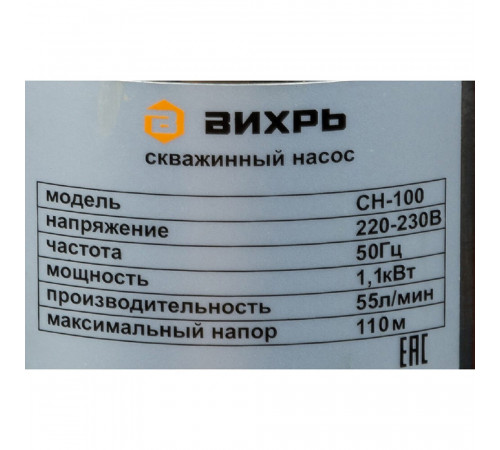 ВИХРЬ
скважинный насос
модель СН-100
напряжение 220-230В
частота 50Гц
мощность 1,1кВт
производительность 55л/мин
максимальный напор 110м
ЕАС